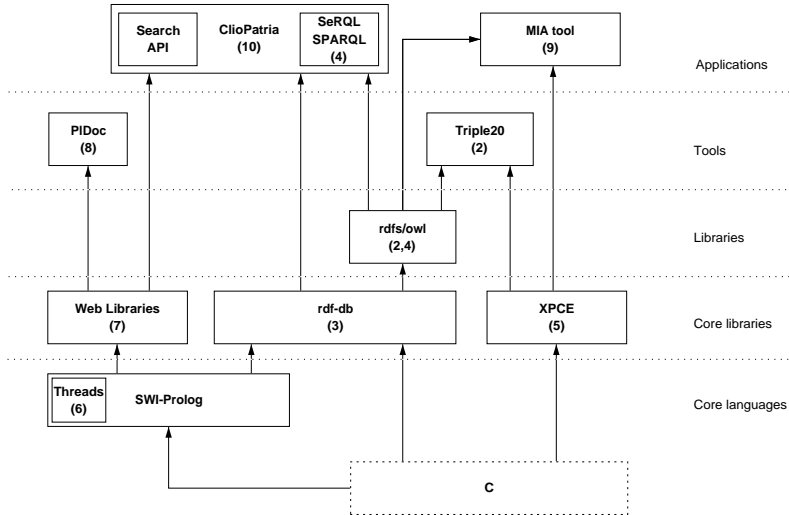 Search
API
ClioPatria
(10)
SeRQL
SPARQL
(4)
MIA tool
(9)
Applications
PlDoc
(8)
Triple20
(2)
Tools
rdfs/owl
(2,4)
Libraries
Web Libraries
(7)
rdf-db
(3)
XPCE
(5)
Core libraries
Threads
(6)
SWI-Prolog
Core languages
C